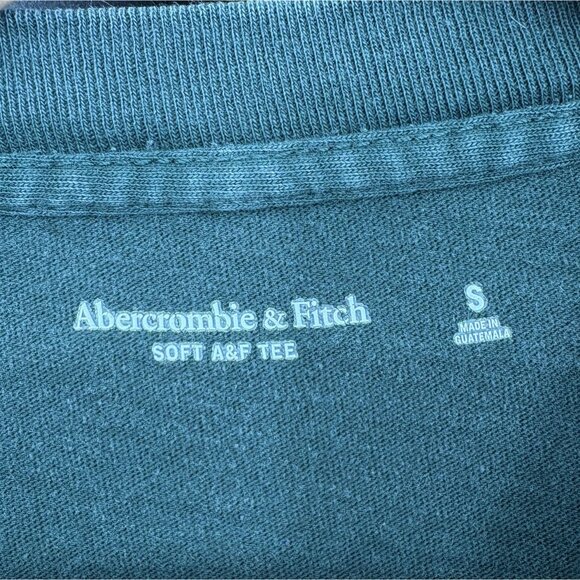 Abercrombie & Fitch
SOFT A&F TEE
S
MADE IN
GUATEMALA